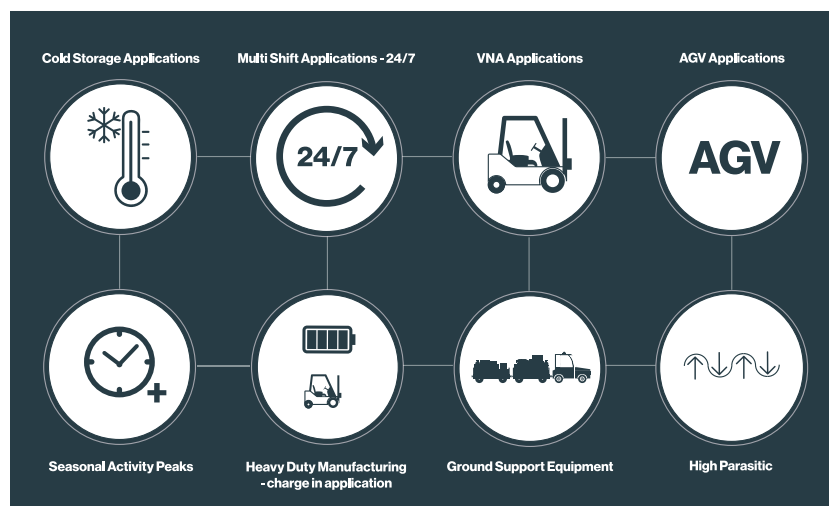 Cold Storage Applications
Multi Shift Applications - 24/7
VNA Applications
AGV Applications
24/7
AGV
Seasonal Activity Peaks
Heavy Duty Manufacturing
- charge in application
Ground Support Equipment
High Parasitic